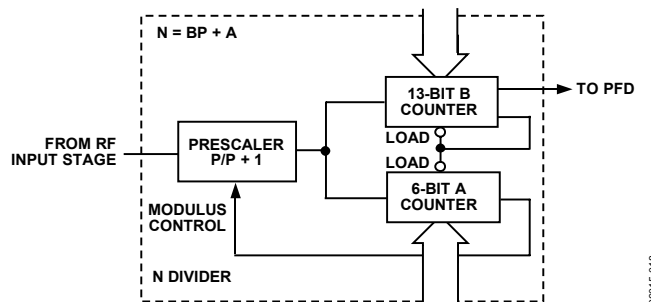 N = BP + A
13-BIT B
COUNTER
TO PFD
FROM RF
INPUT STAGE
PRESCALER
P/P + 1
LOAD
LOAD
6-BIT A
COUNTER
MODULUS
CONTROL
N DIVIDER